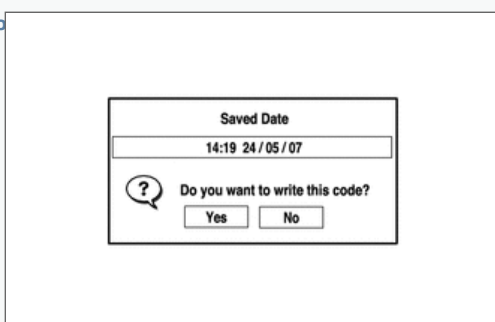 Saved Date
14:19 24 / 05 / 07
?
Do you want to write this code?
Yes No